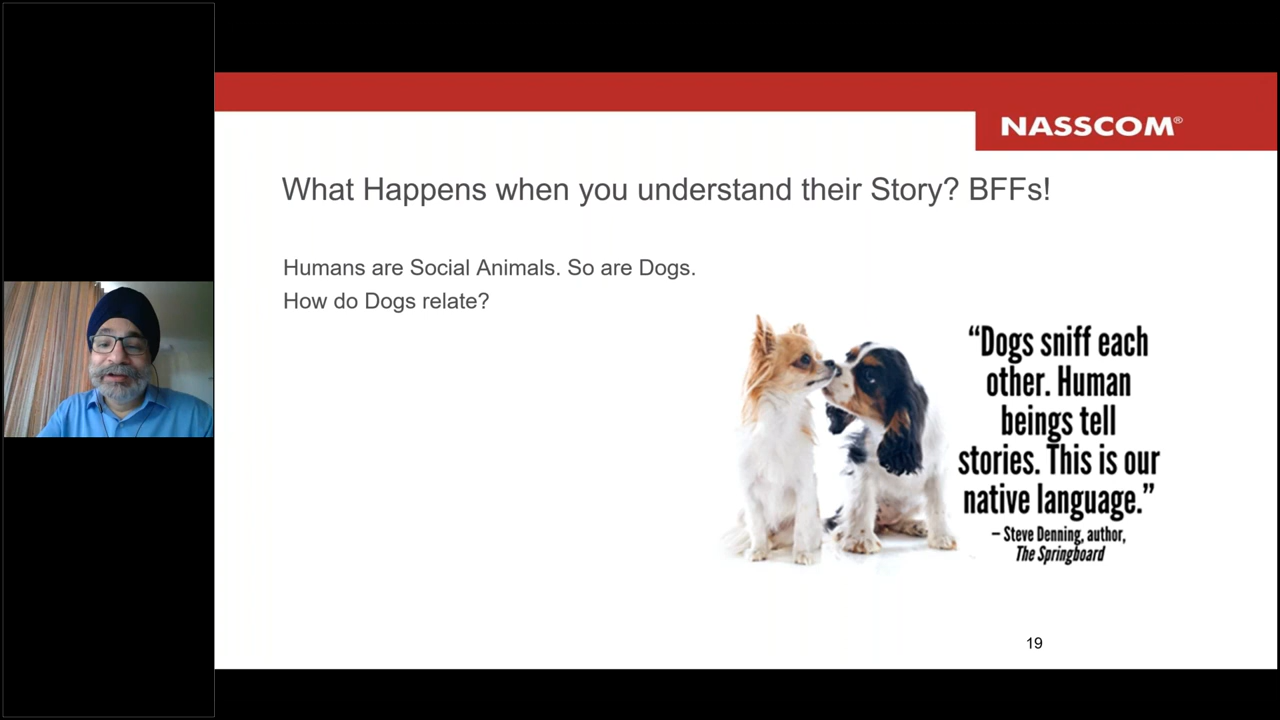 NASSCOM®
What Happens when you understand their Story? BFFs!
Humans are Social Animals. So are Dogs.
How do Dogs relate?
“Dogs sniff each
other. Human
beings tell
stories. This is our
native language.”
– Steve Denning, author,
The Springboard
19